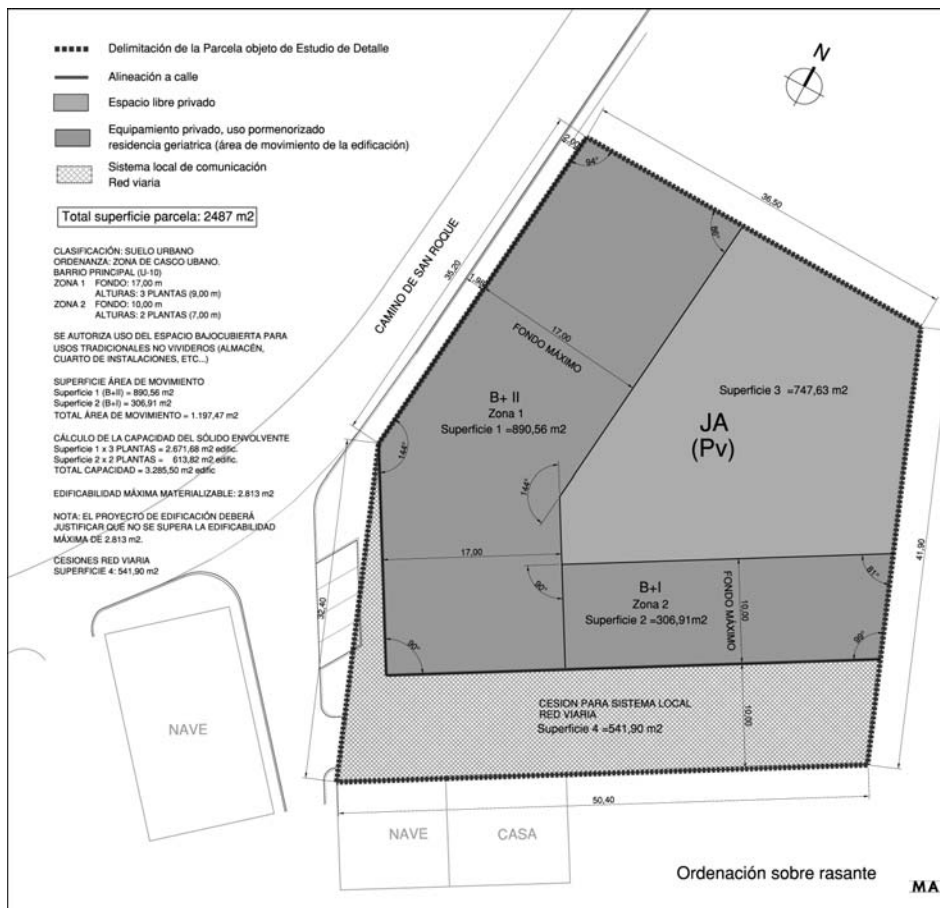 Delimitación de la Parcela objeto de Estudio de Detalle
Alineación a calle
Espacio libre privado
Equipamiento privado, uso pormenorizado
residencia geriatrica (área de movimiento de la edificación)
Sistema local de comunicación
Red viaria
Total superficie parcela: 2487 m2
CLASIFICACIÓN: SUELO URBANO
ORDENANZA: ZONA DE CASCO UBANO.
BARRIO PRINCIPAL (U-10)
ZONA 1 FONDO: 17,00 m
ALTURAS: 3 PLANTAS (9,00 m)
ZONA 2 FONDO: 10,00 m
ALTURAS: 2 PLANTAS (7,00 m)
SE AUTORIZA USO DEL ESPACIO BAJOCUBIERTA PARA
USOS TRADICIONALES NO VIVIDEROS (ALMACÉN,
CUARTO DE INSTALACIONES, ETC...)
SUPERFICIE ÁREA DE MOVIMIENTO
Superficie 1 (B+II) = 890,56 m2
Superficie 2 (B+I) = 306,91 m2
TOTAL ÁREA DE MOVIMIENTO = 1.197,47 m2
CÁLCULO DE LA CAPACIDAD DEL SÓLIDO ENVOLVENTE
Superficie 1 x 3 PLANTAS = 2.671,68 m2 edific.
Superficie 2 x 2 PLANTAS = 613,82 m2 edific.
TOTAL CAPACIDAD = 3.285,50 m2 edific
EDIFICABILIDAD MÁXIMA MATERIALIZABLE: 2.813 m2
NOTA: EL PROYECTO DE EDIFICACIÓN DEBERÁ
JUSTIFICAR QUE NO SE SUPERA LA EDIFICABILIDAD
MÁXIMA DE 2.813 m2.
CESIONES RED VIARIA
SUPERFICIE 4: 541,90 m2
N
2,00
94°
36,50
86°
CAMINO DE SAN ROQUE
35,20
1,98
17,00
FONDO MÁXIMO
B+ II
Zona 1
Superficie 1 =890,56 m2
Superficie 3 =747,63 m2
JA
(Pv)
144°
144°
17,00
90°
B+I
Zona 2
Superficie 2 =306,91m2
FONDO MÁXIMO
10,00
81°
99°
41,90
32,40
90°
CESION PARA SISTEMA LOCAL
RED VIARIA
Superficie 4 =541,90 m2
10,00
50,40
NAVE
NAVE
CASA
Ordenación sobre rasante
MA